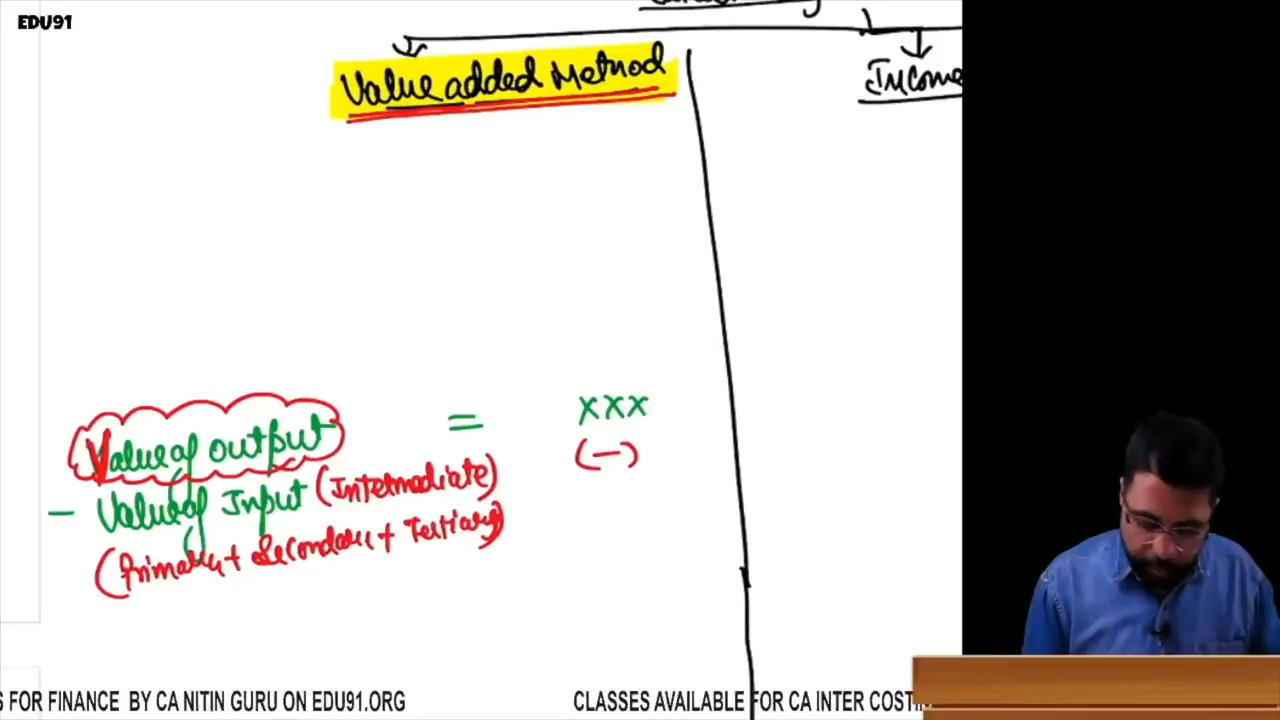 EDU91
Value added Method
Income
Value of output = xxx
- Value of Input (Intermediate) (-)
(Primary + Secondary + Tertiary)
S FOR FINANCE BY CA NITIN GURU ON EDU91.ORG
CLASSES AVAILABLE FOR CA INTER COSTIN